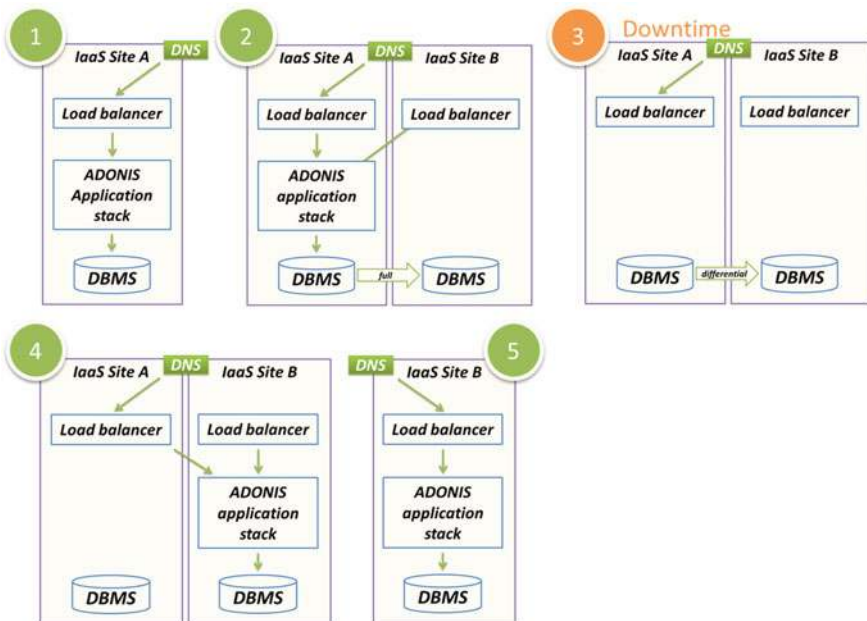 1
DNS
IaaS Site A
Load balancer
ADONIS
Application
stack
DBMS
2
DNS
IaaS Site A
IaaS Site B
Load balancer
Load balancer
ADONIS
application
stack
DBMS
full
DBMS
3
Downtime
DNS
IaaS Site A
IaaS Site B
Load balancer
Load balancer
DBMS
differential
DBMS
4
DNS
IaaS Site A
IaaS Site B
Load balancer
Load balancer
ADONIS
application
stack
DBMS
DBMS
DNS
IaaS Site B
5
Load balancer
ADONIS
application
stack
DBMS